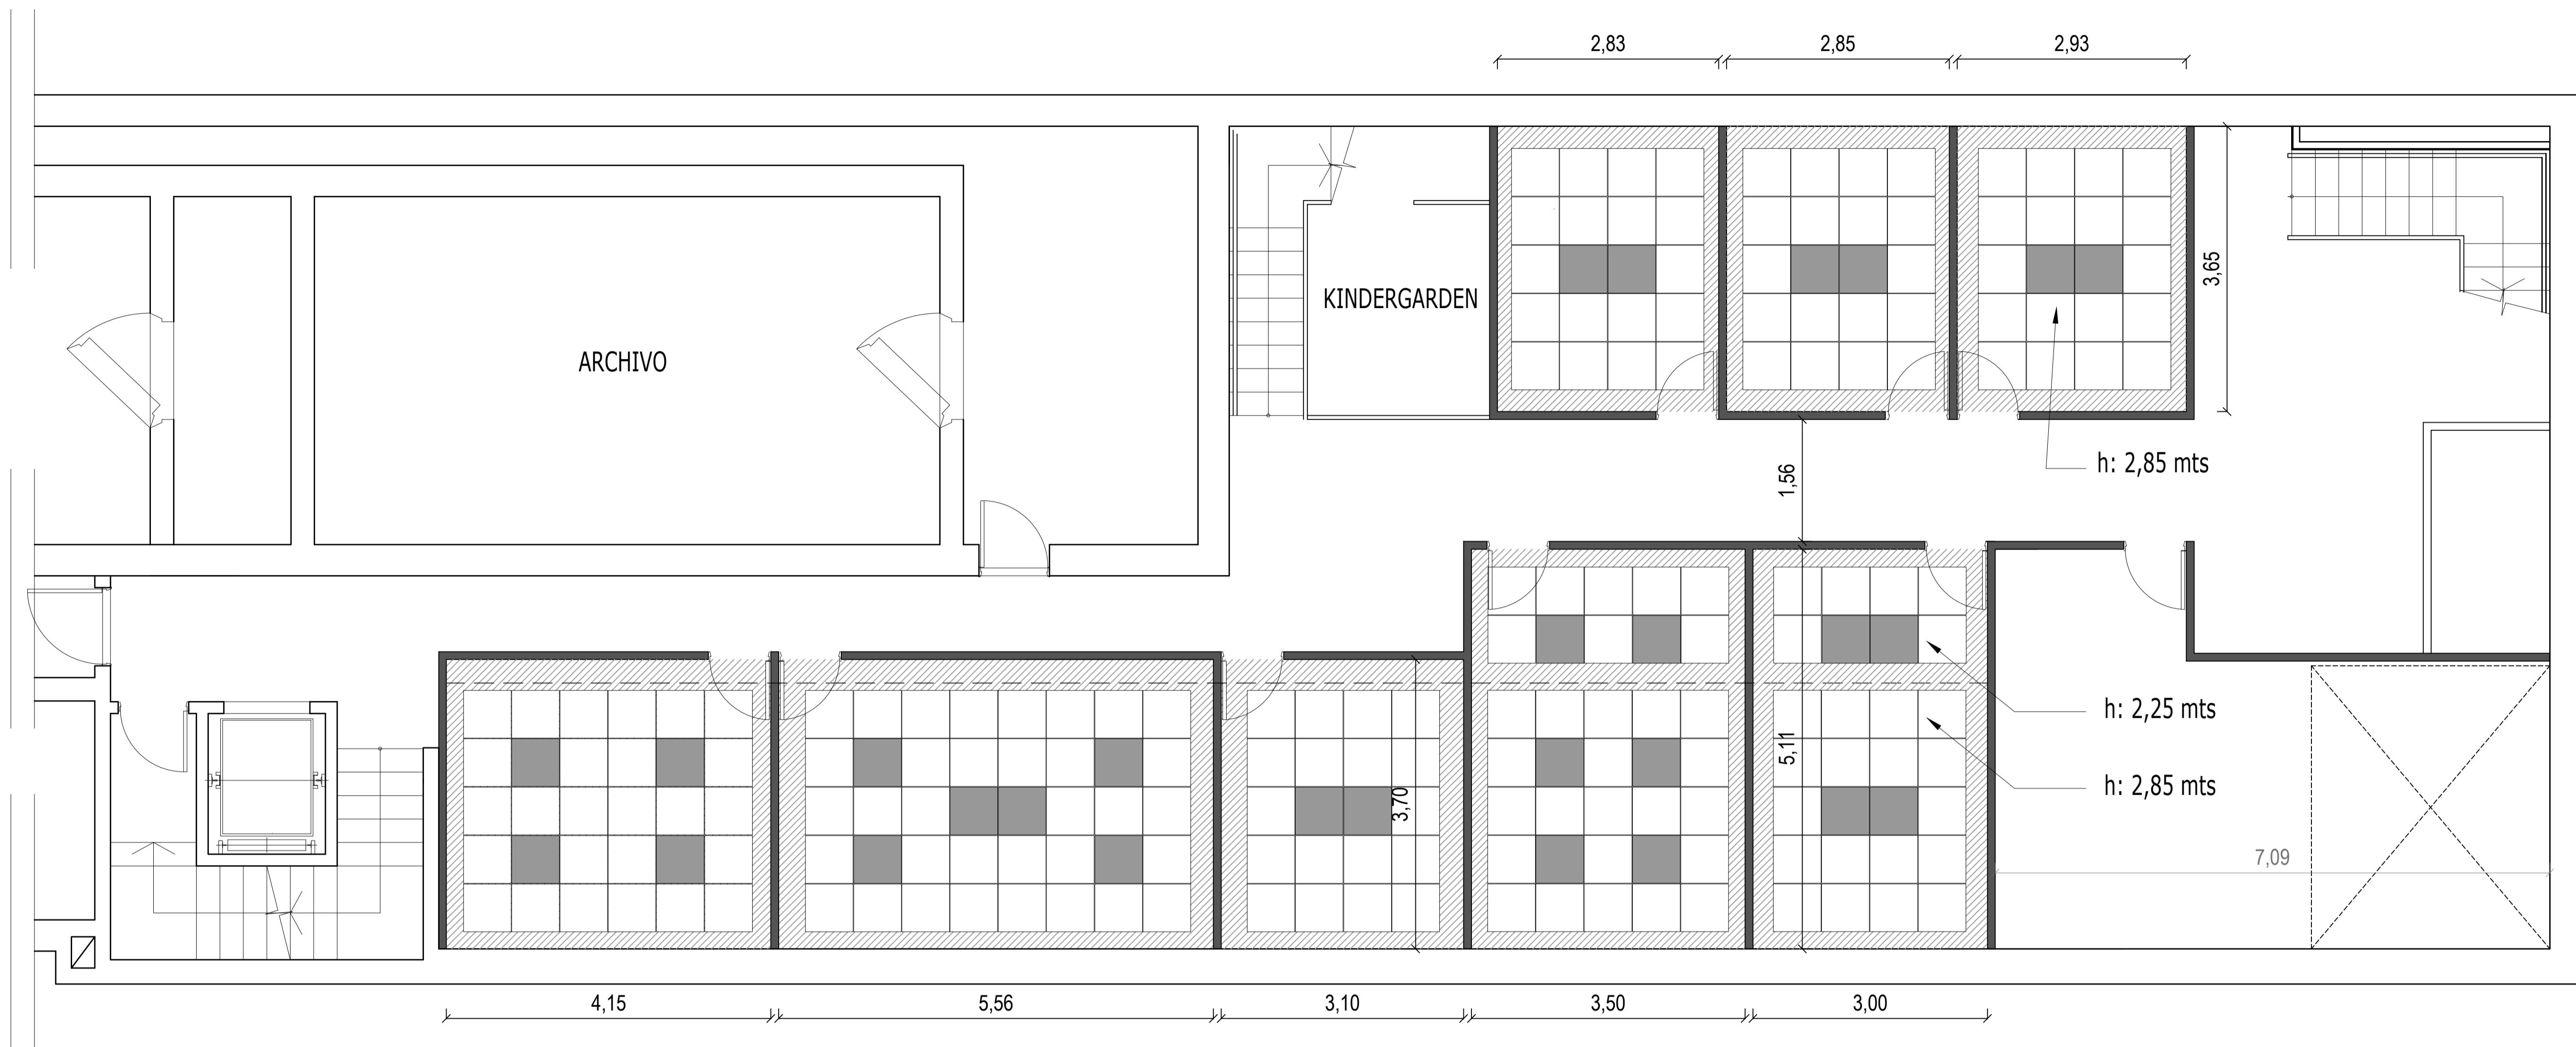 2,83
2,85
2,93
3,65
KINDERGARDEN
ARCHIVO
h: 2,85 mts
1,56
h: 2,25 mts
5,11
h: 2,85 mts
3,70
7,09
4,15
5,56
3,10
3,50
3,00